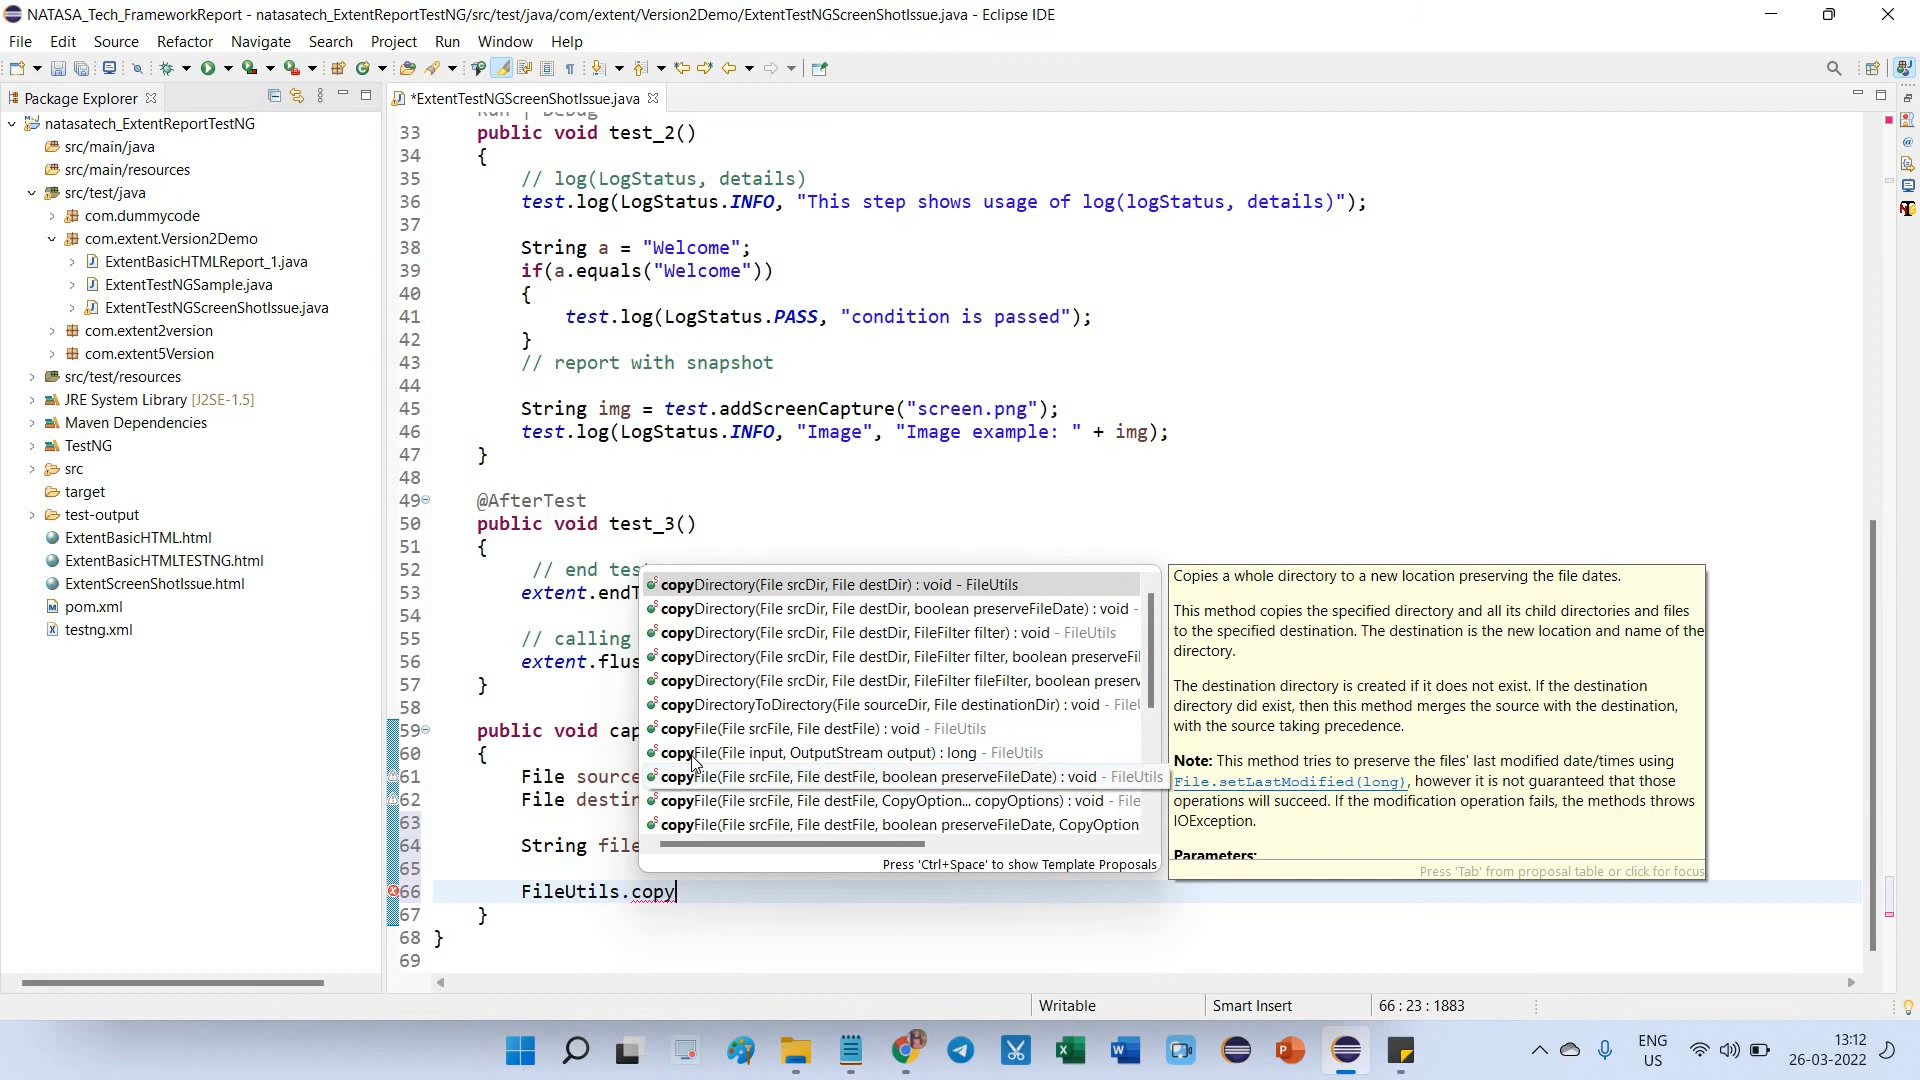 NATASA_Tech_FrameworkReport - natasatech_ExtentReportTestNG/src/test/java/com/extent/Version2Demo/ExtentTestNGScreenShotIssue.java - Eclipse IDE
File Edit Source Refactor Navigate Search Project Run Window Help
Package Explorer
natasatech_ExtentReportTestNG
src/main/java
src/main/resources
src/test/java
com.dummycode
com.extent.Version2Demo
ExtentBasicHTMLReport_1.java
ExtentTestNGSample.java
ExtentTestNGScreenShotIssue.java
com.extent2version
com.extent5Version
src/test/resources
JRE System Library [J2SE-1.5]
Maven Dependencies
TestNG
src
target
test-output
ExtentBasicHTML.html
ExtentBasicHTMLTESTNG.html
ExtentScreenShotIssue.html
pom.xml
testng.xml
*ExtentTestNGScreenShotIssue.java
Run | Debug
33 public void test_2()
34 {
35 // log(LogStatus, details)
36 test.log(LogStatus.INFO, "This step shows usage of log(logStatus, details)");
37
38 String a = "Welcome";
39 if(a.equals("Welcome"))
40 {
41 test.log(LogStatus.PASS, "condition is passed");
42 }
43 // report with snapshot
44
45 String img = test.addScreenCapture("screen.png");
46 test.log(LogStatus.INFO, "Image", "Image example: " + img);
47 }
48
49 @AfterTest
50 public void test_3()
51 {
52 // end tes
53 extent.endT
54
55 // calling
56 extent.flus
57 }
58
59 public void cap
60 {
61 File source
62 File destin
63
64 String file
65
66 FileUtils.copy
67 }
68 }
69
copyDirectory(File srcDir, File destDir) : void - FileUtils
copyDirectory(File srcDir, File destDir, boolean preserveFileDate) : void -
copyDirectory(File srcDir, File destDir, FileFilter filter) : void - FileUtils
copyDirectory(File srcDir, File destDir, FileFilter filter, boolean preserveFil
copyDirectory(File srcDir, File destDir, FileFilter fileFilter, boolean preserv
copyDirectoryToDirectory(File sourceDir, File destinationDir) : void - FileU
copyFile(File srcFile, File destFile) : void - FileUtils
copyFile(File input, OutputStream output) : long - FileUtils
copyFile(File srcFile, File destFile, boolean preserveFileDate) : void - FileUtils
copyFile(File srcFile, File destFile, CopyOption... copyOptions) : void - File
copyFile(File srcFile, File destFile, boolean preserveFileDate, CopyOption
Press 'Ctrl+Space' to show Template Proposals
Copies a whole directory to a new location preserving the file dates.
This method copies the specified directory and all its child directories and files
to the specified destination. The destination is the new location and name of the
directory.
The destination directory is created if it does not exist. If the destination
directory did exist, then this method merges the source with the destination,
with the source taking precedence.
Note: This method tries to preserve the files' last modified date/times using
File.setLastModified(long), however it is not guaranteed that those
operations will succeed. If the modification operation fails, the methods throws
IOException.
Parameters:
Press 'Tab' from proposal table or click for focus
Writable Smart Insert 66 : 23 : 1883
ENG
US
13:12
26-03-2022